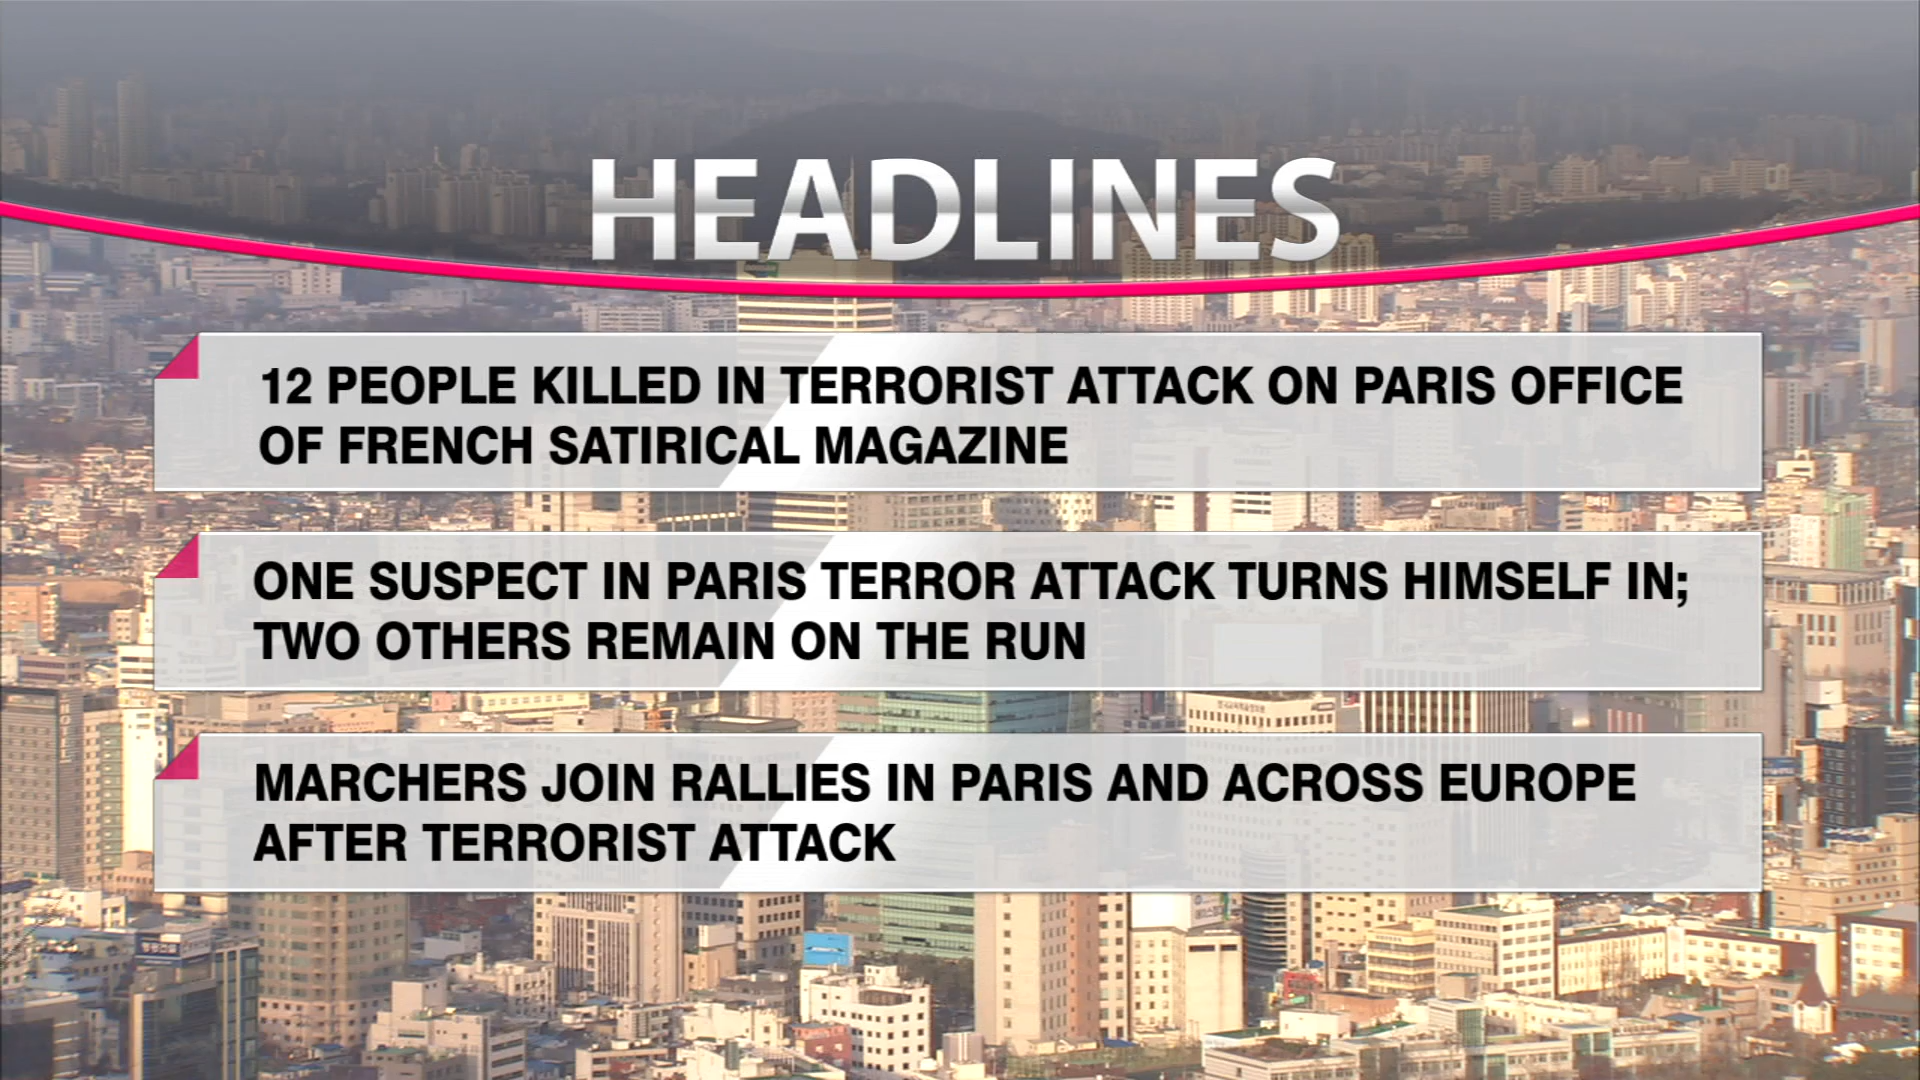 HEADLINES
12 PEOPLE KILLED IN TERRORIST ATTACK ON PARIS OFFICE
OF FRENCH SATIRICAL MAGAZINE
ONE SUSPECT IN PARIS TERROR ATTACK TURNS HIMSELF IN;
TWO OTHERS REMAIN ON THE RUN
MARCHERS JOIN RALLIES IN PARIS AND ACROSS EUROPE
AFTER TERRORIST ATTACK